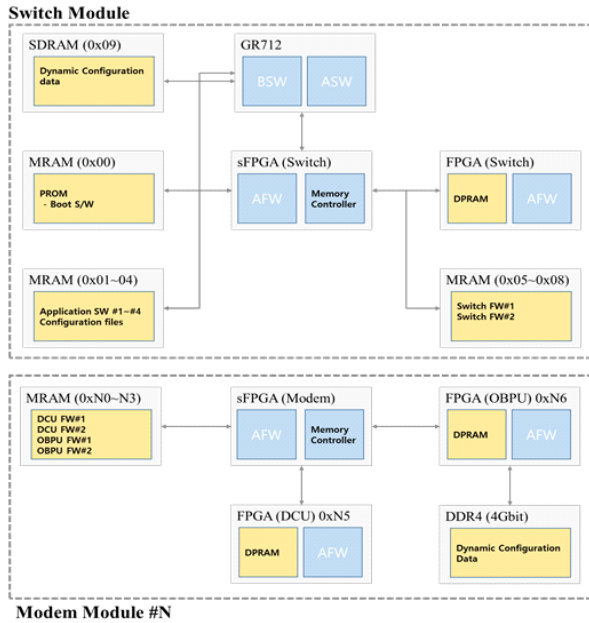 Switch Module
SDRAM (0x09)
Dynamic Configuration
data
GR712
BSW
ASW
MRAM (0x00)
PROM
- Boot S/W
sFPGA (Switch)
AFW
Memory
Controller
FPGA (Switch)
DPRAM
AFW
MRAM (0x01~04)
Application SW #1~#4
Configuration files
MRAM (0x05~0x08)
Switch FW#1
Switch FW#2
MRAM (0xN0~N3)
DCU FW#1
DCU FW#2
OBPU FW#1
OBPU FW#2
sFPGA (Modem)
AFW
Memory
Controller
FPGA (OBPU) 0xN6
DPRAM
AFW
FPGA (DCU) 0xN5
DPRAM
AFW
DDR4 (4Gbit)
Dynamic Configuration
Data
Modem Module #N